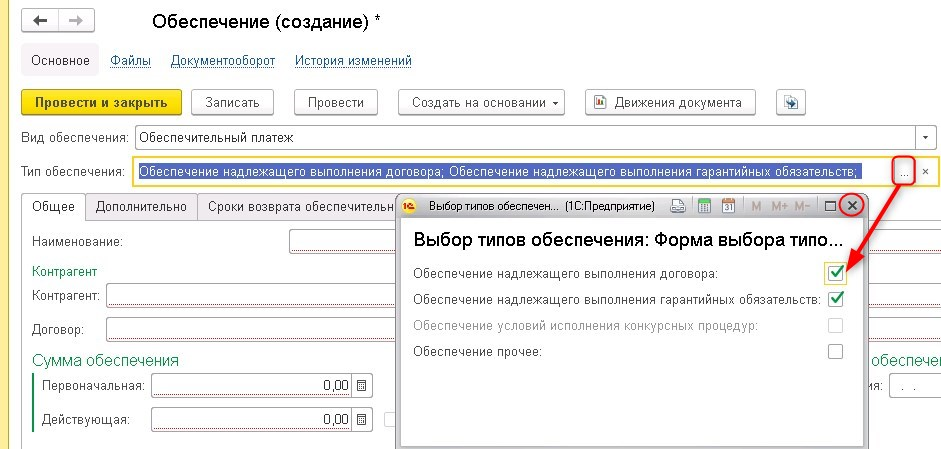 Обеспечение (создание) *
Основное Файлы Документооборот История изменений
Провести и закрыть Записать Провести Создать на основании Движения документа
Вид обеспечения: Обеспечительный платеж
Тип обеспечения: Обеспечение надлежащего выполнения договора; Обеспечение надлежащего выполнения гарантийных обязательств; ... ×
Общее Дополнительно Сроки возврата обеспечительн
Выбор типов обеспечен... (1С:Предприятие) M M+ M-
Выбор типов обеспечения: Форма выбора типо...
Наименование:
Обеспечение надлежащего выполнения договора:
Контрагент
Контрагент:
Обеспечение надлежащего выполнения гарантийных обязательств:
Договор:
Обеспечение условий исполнения конкурсных процедур:
Обеспечение прочее:
Сумма обеспечения
обеспечен
Первоначальная: 0,00
ия: . .
Действующая: 0,00